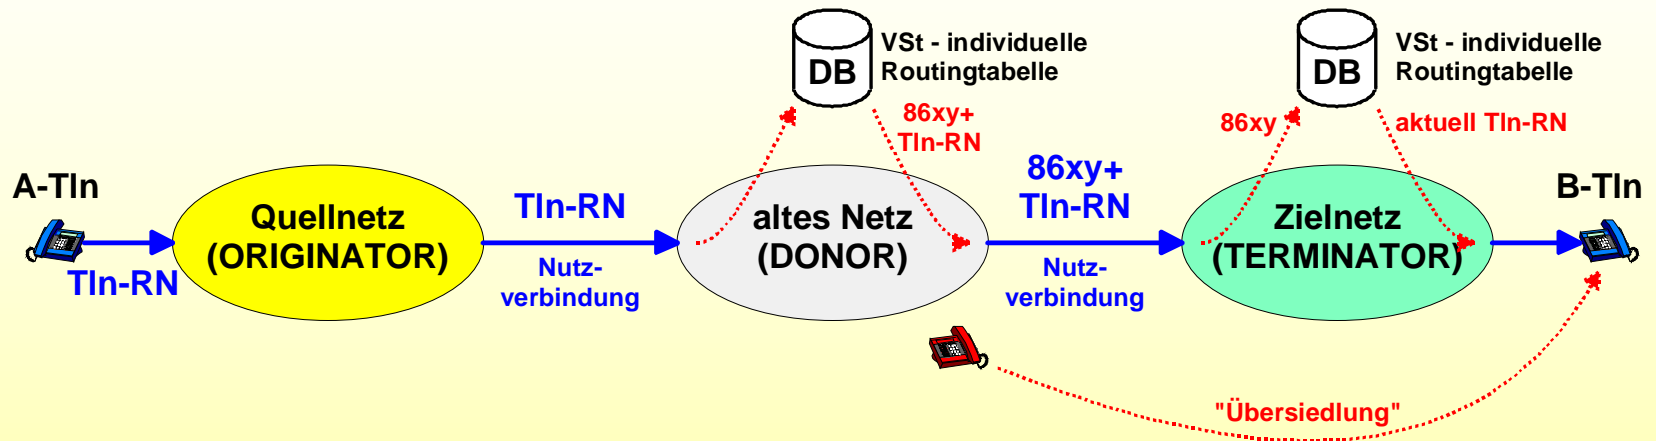 VSt - individuelle
Routingtabelle
DB
86xy+
Tln-RN
VSt - individuelle
Routingtabelle
DB
86xy
aktuell Tln-RN
A-Tln
Tln-RN
Quellnetz
(ORIGINATOR)
Tln-RN
Nutz-
verbindung
altes Netz
(DONOR)
86xy+
Tln-RN
Nutz-
verbindung
Zielnetz
(TERMINATOR)
B-Tln
"Übersiedlung"